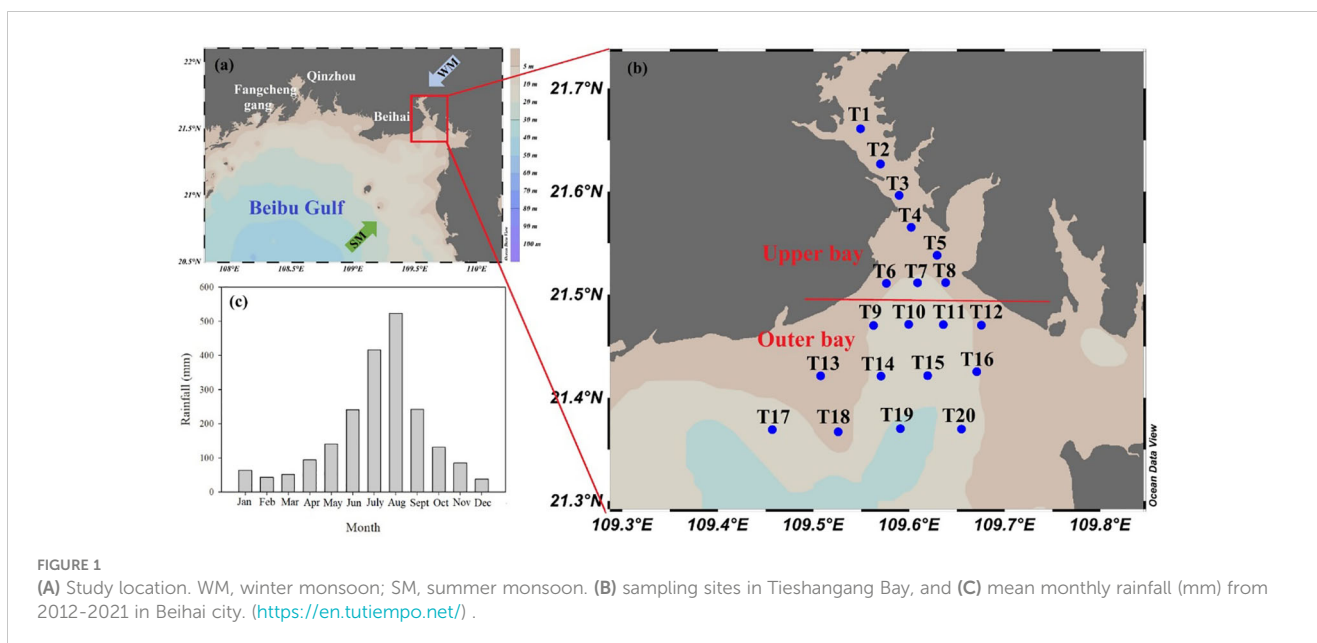 (a)
22°N
21.5°N
21°N
20.5°N
108°E
108.5°E
109°E
109.5°E
110°E
Qinzhou
Fangcheng
gang
Beihai
WM
Beibu Gulf
SM
5 m
10 m
20 m
30 m
40 m
50 m
60 m
70 m
80 m
90 m
100 m
Ocean Data View
(b)
21.7°N
21.6°N
21.5°N
21.4°N
21.3°N
109.3°E
109.4°E
109.5°E
109.6°E
109.7°E
109.8°E
T1
T2
T3
T4
T5
Upper bay
T6
T7
T8
T9
T10
T11
T12
Outer bay
T13
T14
T15
T16
T17
T18
T19
T20
Ocean Data View
(c)
Rainfall (mm)
600
500
400
300
200
100
0
Jan Feb Mar Apr May Jun July Aug Sept Oct Nov Dec
Month
FIGURE 1
(A) Study location. WM, winter monsoon; SM, summer monsoon. (B) sampling sites in Tieshangang Bay, and (C) mean monthly rainfall (mm) from
2012-2021 in Beihai city. (https://en.tutiempo.net/) .